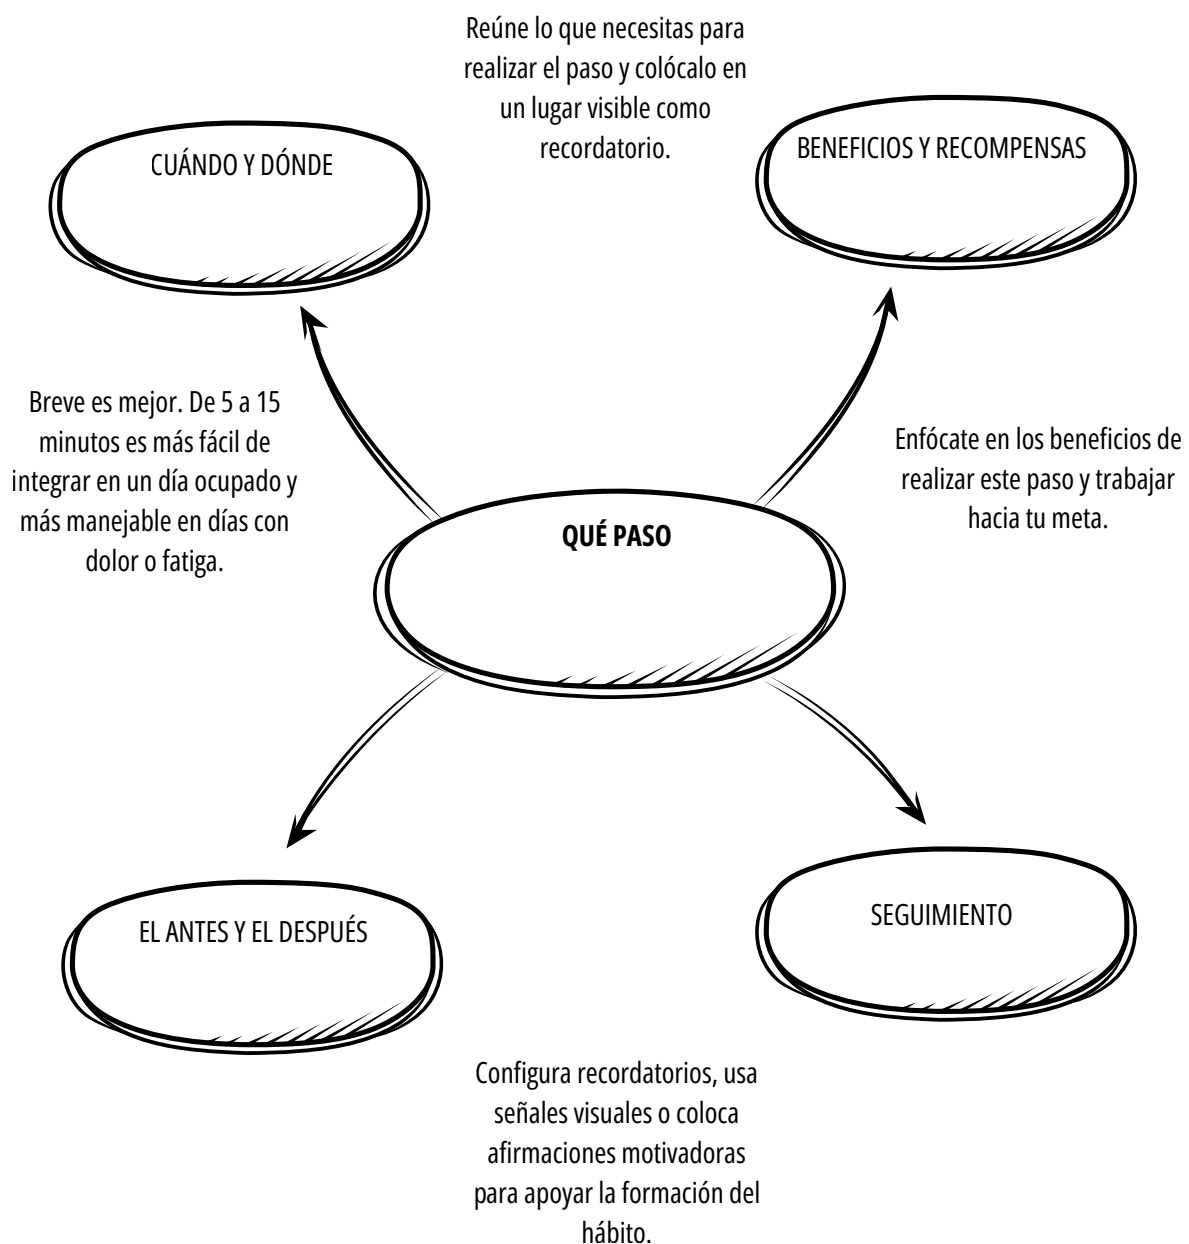 Reúne lo que necesitas para
realizar el paso y colócalo en
un lugar visible como
recordatorio.
CUÁNDO Y DÓNDE
BENEFICIOS Y RECOMPENSAS
Breve es mejor. De 5 a 15
minutos es más fácil de
integrar en un día ocupado y
más manejable en días con
dolor o fatiga.
Enfócate en los beneficios de
realizar este paso y trabajar
hacia tu meta.
QUÉ PASO
EL ANTES Y EL DESPUÉS
SEGUIMIENTO
Configura recordatorios, usa
señales visuales o coloca
afirmaciones motivadoras
para apoyar la formación del
hábito.